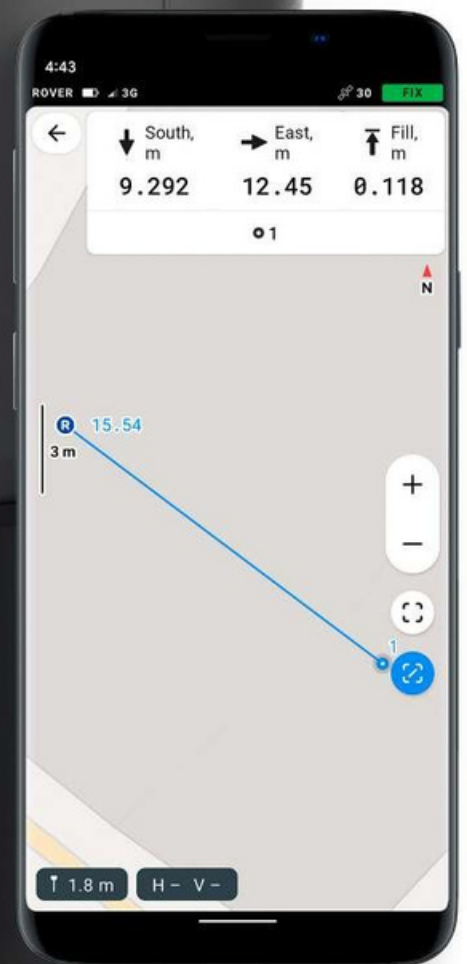 4:43
ROVER 3G 30 FIX
South, m East, m Fill, m
9.292 12.45 0.118
1
N
R 15.54
3 m
+
−
1
1.8 m H – V –